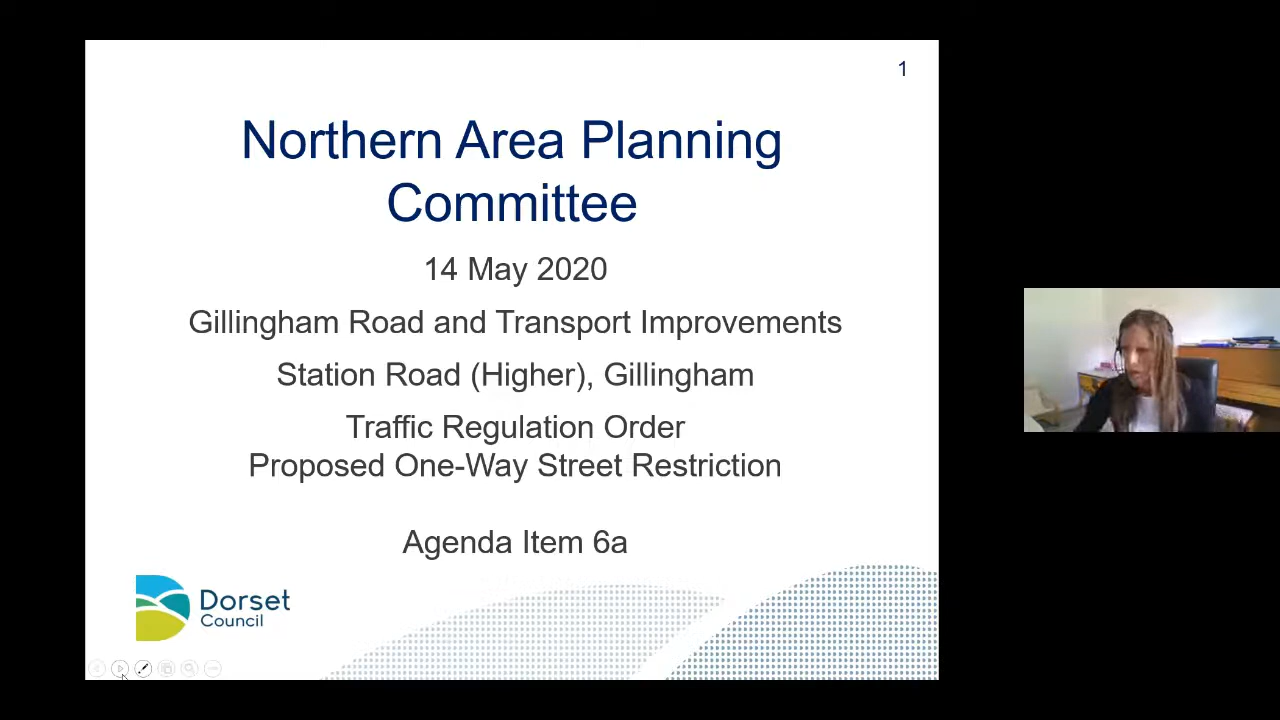 1
Northern Area Planning
Committee
14 May 2020
Gillingham Road and Transport Improvements
Station Road (Higher), Gillingham
Traffic Regulation Order
Proposed One-Way Street Restriction
Agenda Item 6a
Dorset
Council